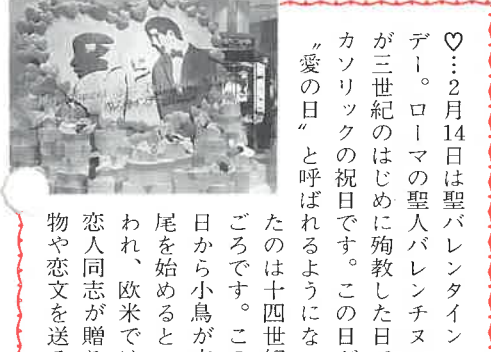 ♡…2月14日は聖バレンタイン
デー。ローマの聖人バレンチヌ
が三世紀のはじめに殉教した日
カソリックの祝日です。この日が
〝愛の日〟と呼ばれるようにな
たのは十四世紀
ごろです。この
日から小鳥が
尾を始めると
われ、欧米では
恋人同志が贈り
物や恋文を送る